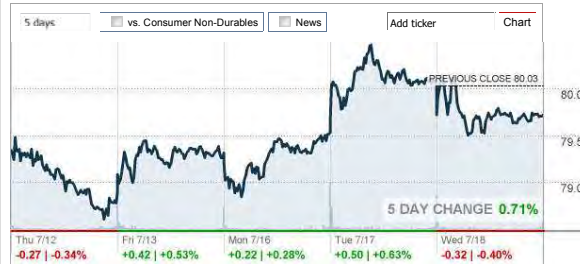 5 days
vs. Consumer Non-Durables
News
Add ticker
Chart
PREVIOUS CLOSE 80.03
80.0
79.5
79.0
5 DAY CHANGE 0.71%
Thu 7/12 Fri 7/13 Mon 7/16 Tue 7/17 Wed 7/18
-0.27 | -0.34% +0.42 | +0.53% +0.22 | +0.28% +0.50 | +0.63% -0.32 | -0.40%